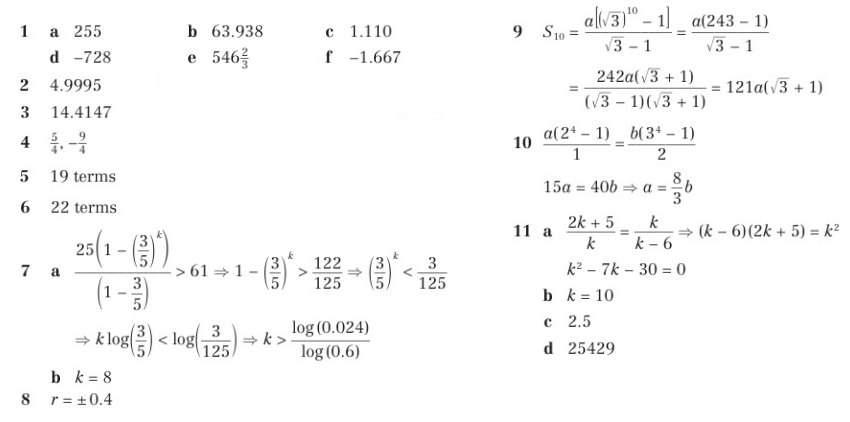 1 a 255 b 63.938 c 1.110
d −728 e 546⅔ f −1.667
2 4.9995
3 14.4147
4 5/4, −9/4
5 19 terms
6 22 terms
7 a 25(1 − (3/5)^k) / (1 − 3/5) > 61 ⇒ 1 − (3/5)^k > 122/125 ⇒ (3/5)^k < 3/125
⇒ k log(3/5) < log(3/125) ⇒ k > log (0.024) / log (0.6)
b k = 8
8 r = ±0.4
9 S₁₀ = a[(√3)^10 − 1] / (√3 − 1) = a(243 − 1) / (√3 − 1)
= 242a(√3 + 1) / ((√3 − 1)(√3 + 1)) = 121a(√3 + 1)
10 a(2⁴ − 1) / 1 = b(3⁴ − 1) / 2
15a = 40b ⇒ a = 8/3 b
11 a (2k + 5) / k = k / (k − 6) ⇒ (k − 6)(2k + 5) = k²
k² − 7k − 30 = 0
b k = 10
c 2.5
d 25429